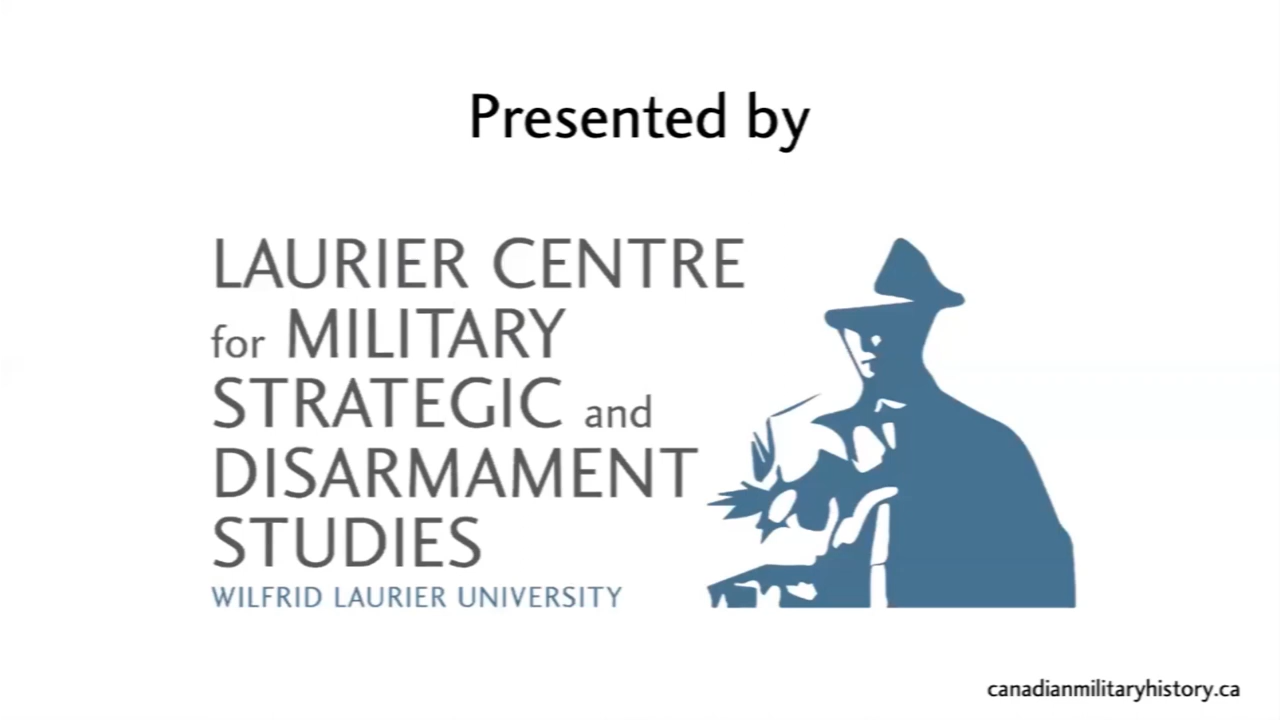 Presented by
LAURIER CENTRE
for MILITARY
STRATEGIC and
DISARMAMENT
STUDIES
WILFRID LAURIER UNIVERSITY
canadianmilitaryhistory.ca